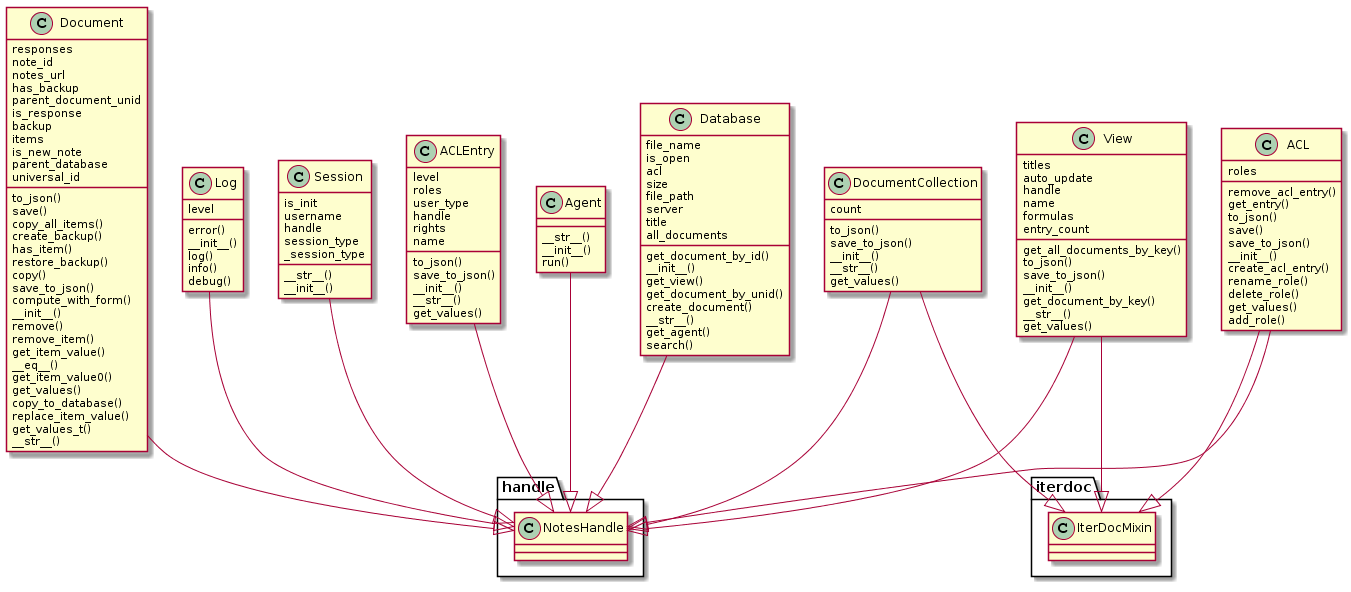 C Document
responses
note_id
notes_url
has_backup
parent_document_unid
is_response
backup
items
is_new_note
parent_database
universal_id
to_json()
save()
copy_all_items()
create_backup()
has_item()
restore_backup()
copy()
save_to_json()
compute_with_form()
__init__()
remove()
remove_item()
get_item_value()
__eq__()
get_item_value0()
get_values()
copy_to_database()
replace_item_value()
get_values_t()
__str__()
C Log
level
error()
__init__()
log()
info()
debug()
C Session
is_init
username
handle
session_type
_session_type
__str__()
__init__()
C ACLEntry
level
roles
user_type
handle
rights
name
to_json()
save_to_json()
__init__()
__str__()
get_values()
C Agent
__str__()
__init__()
run()
C Database
file_name
is_open
acl
size
file_path
server
title
all_documents
get_document_by_id()
__init__()
get_view()
get_document_by_unid()
create_document()
__str__()
get_agent()
search()
C DocumentCollection
count
to_json()
save_to_json()
__init__()
__str__()
get_values()
C View
titles
auto_update
handle
name
formulas
entry_count
get_all_documents_by_key()
to_json()
save_to_json()
__init__()
get_document_by_key()
__str__()
get_values()
C ACL
roles
remove_acl_entry()
get_entry()
to_json()
save()
save_to_json()
__init__()
create_acl_entry()
rename_role()
delete_role()
get_values()
add_role()
handle
C NotesHandle
iterdoc
C IterDocMixin